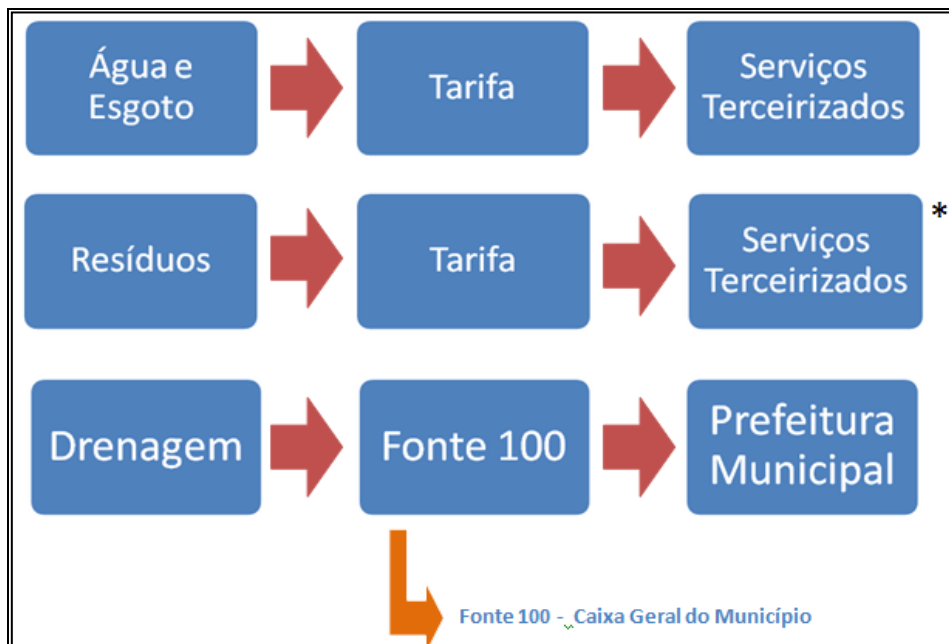 Água e
Esgoto
Tarifa
Serviços
Terceirizados
Resíduos
Tarifa
Serviços
Terceirizados
*
Drenagem
Fonte 100
Prefeitura
Municipal
Fonte 100 - Caixa Geral do Município